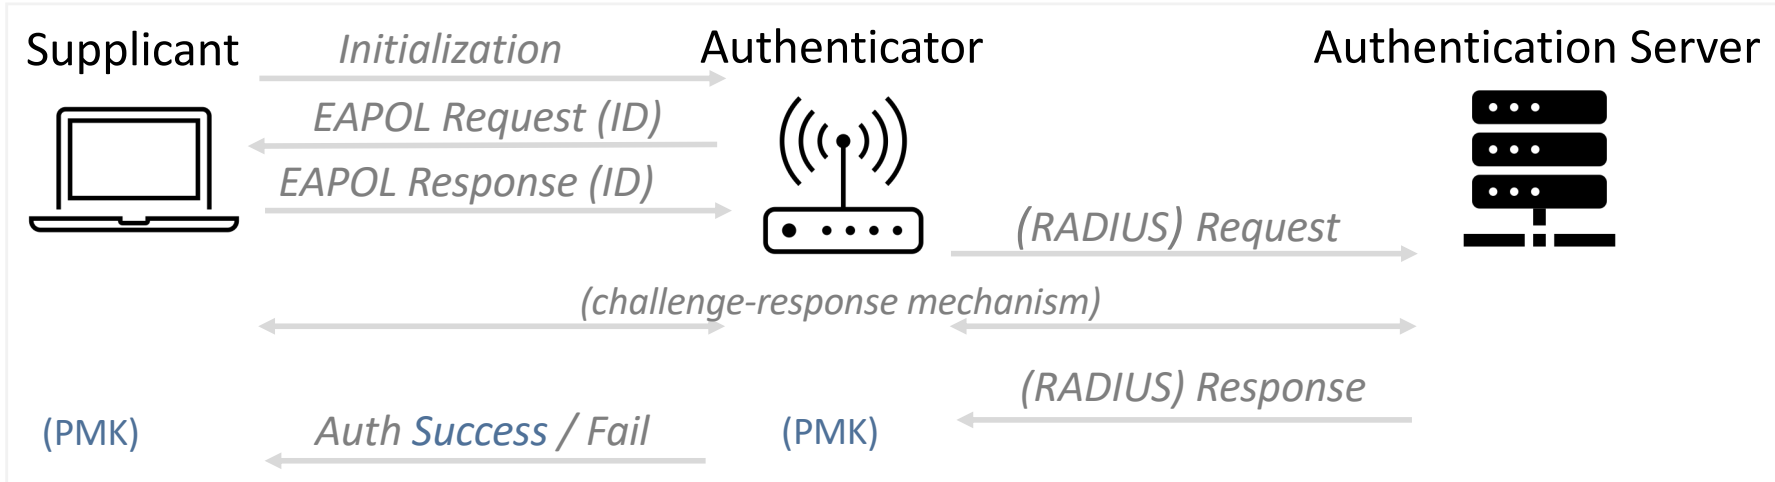 Supplicant
Initialization
Authenticator
Authentication Server
EAPOL Request (ID)
EAPOL Response (ID)
(RADIUS) Request
(challenge-response mechanism)
(RADIUS) Response
(PMK)
Auth Success / Fail
(PMK)